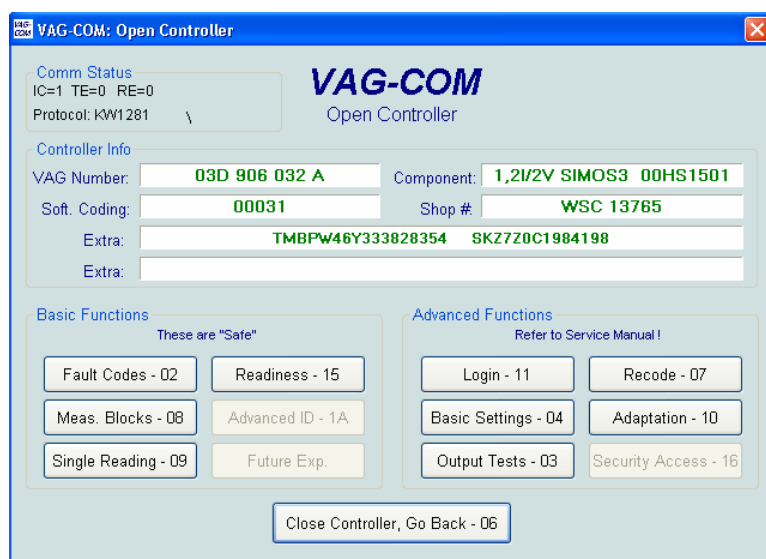 VAG-COM VAG-COM: Open Controller
Comm Status
IC=1 TE=0 RE=0
Protocol: KW1281 \
VAG-COM
Open Controller
Controller Info
VAG Number: 03D 906 032 A Component: 1,2l/2V SIMOS3 00HS1501
Soft. Coding: 00031 Shop #: WSC 13765
Extra: TMBPW46Y333828354 SKZ7Z0C1984198
Extra:
Basic Functions
These are "Safe"
Fault Codes - 02 Readiness - 15
Meas. Blocks - 08 Advanced ID - 1A
Single Reading - 09 Future Exp.
Advanced Functions
Refer to Service Manual !
Login - 11 Recode - 07
Basic Settings - 04 Adaptation - 10
Output Tests - 03 Security Access - 16
Close Controller, Go Back - 06